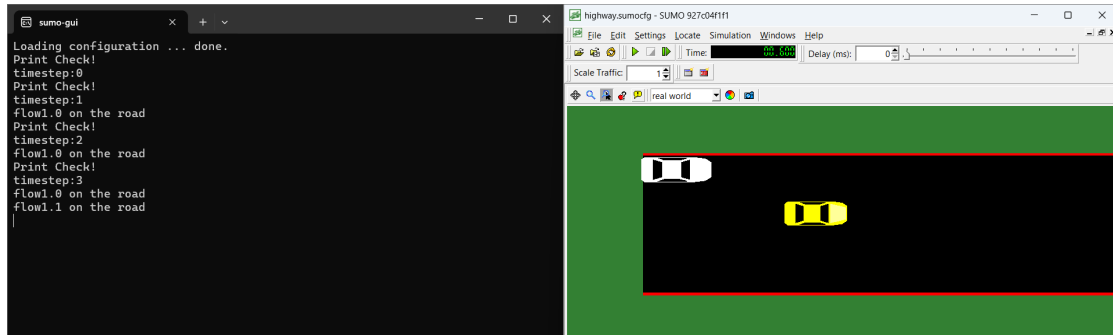 sumo-gui
Loading configuration ... done.
Print Check!
timestep:0
Print Check!
timestep:1
flow1.0 on the road
Print Check!
timestep:2
flow1.0 on the road
Print Check!
timestep:3
flow1.0 on the road
flow1.1 on the road
highway.sumocfg - SUMO 927c04f1f1
File Edit Settings Locate Simulation Windows Help
Time: 00.600 Delay (ms): 0
Scale Traffic: 1
real world